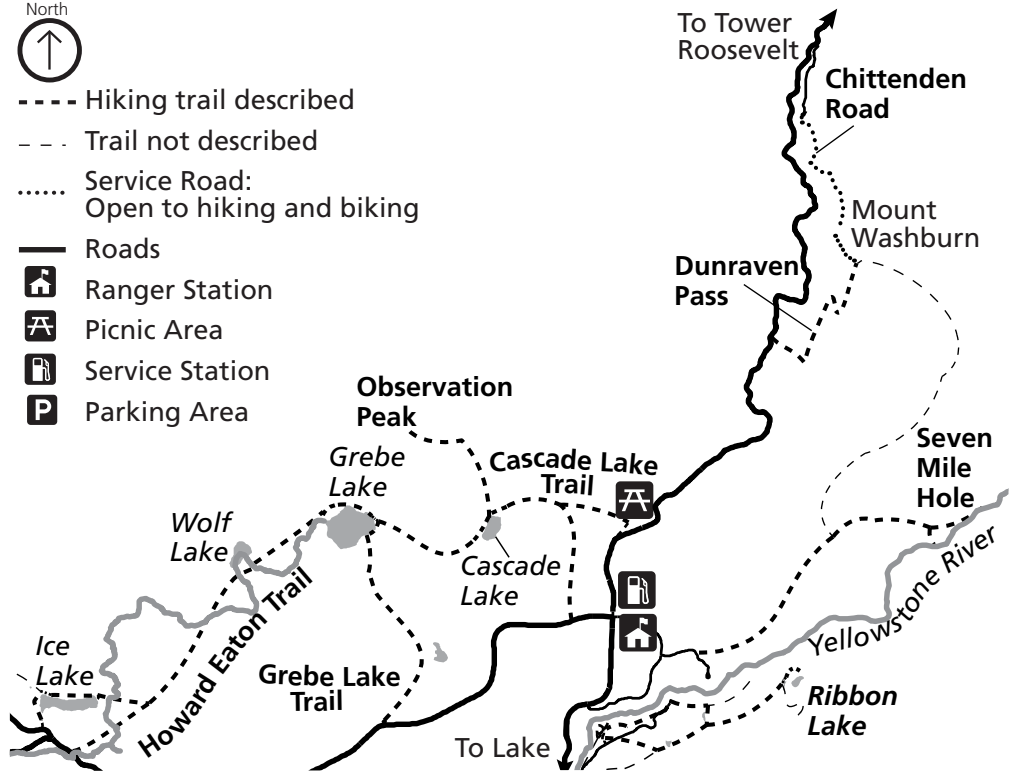 North
Hiking trail described
Trail not described
Service Road:
Open to hiking and biking
Roads
Ranger Station
Picnic Area
Service Station
P
Parking Area
To Tower
Roosevelt
Chittenden
Road
Mount
Washburn
Dunraven
Pass
Observation
Peak
Grebe
Lake
Cascade Lake
Trail
Seven
Mile
Hole
Wolf
Lake
Cascade
Lake
Yellowstone River
Ice
Lake
Howard Eaton Trail
Grebe Lake
Trail
Ribbon
Lake
To Lake